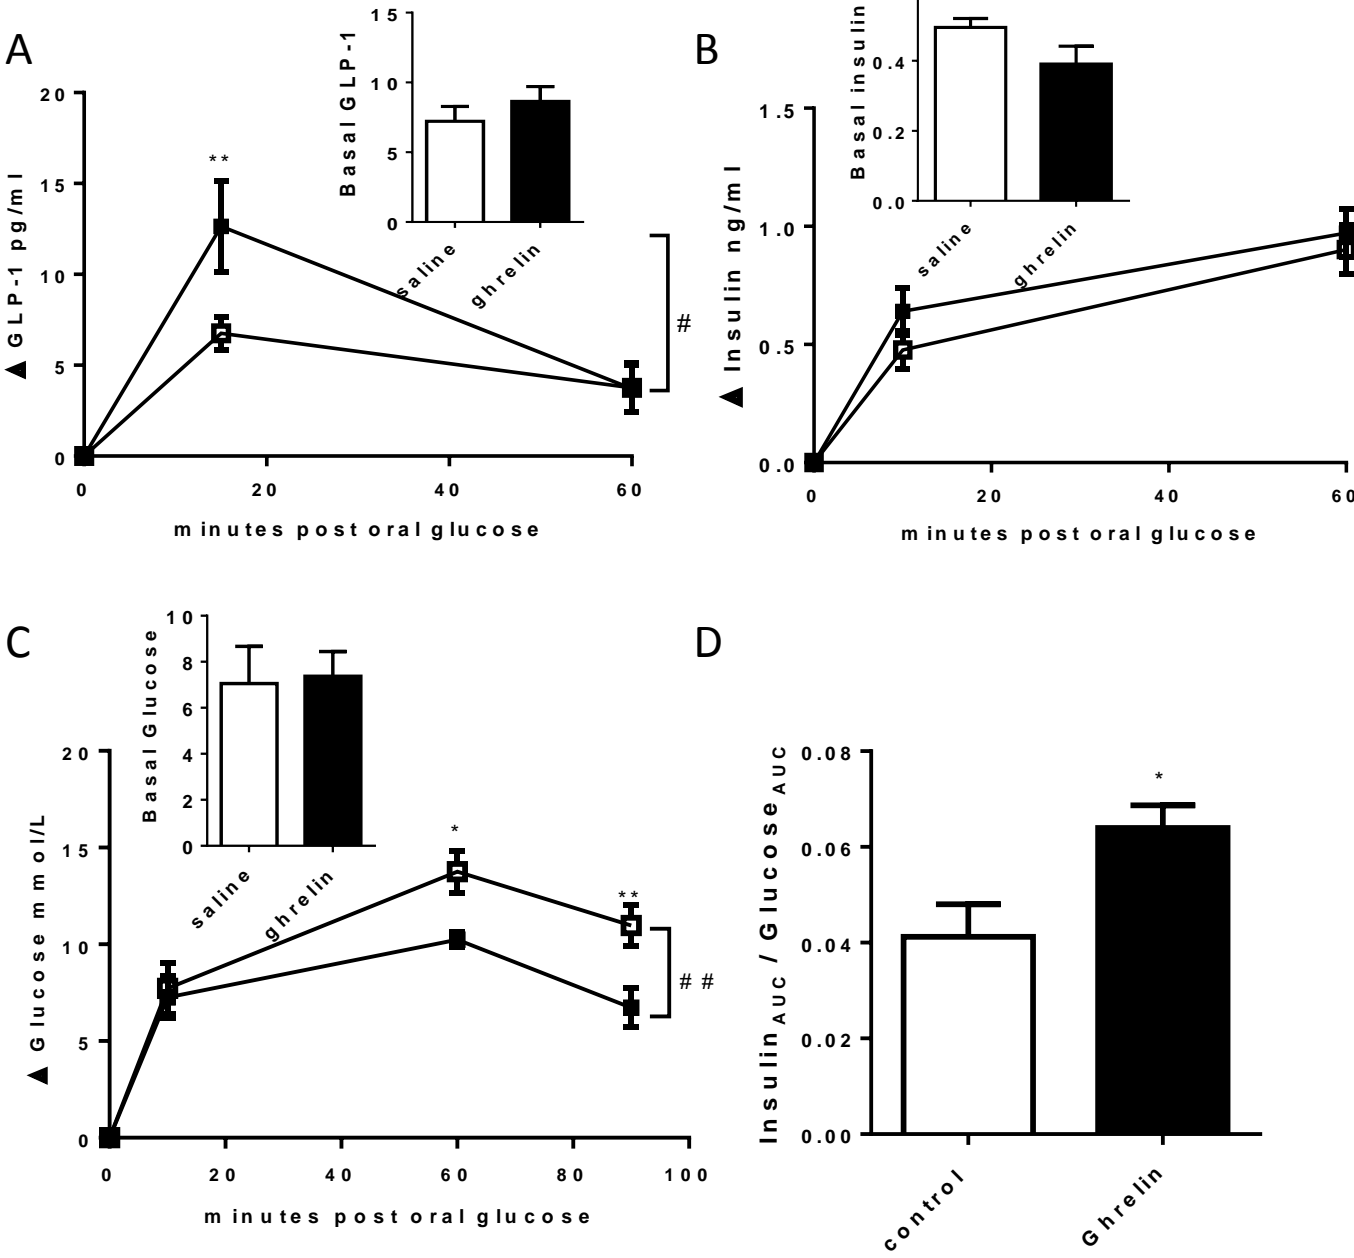 A
▲ GLP-1 pg/ml
20
15
10
5
0
0 20 40 60
minutes post oral glucose
**
#
Basal GLP-1
15
10
5
0
saline
ghrelin
B
▲ Insulin ng/ml
1.5
1.0
0.5
0.0
0 20 40 60
minutes post oral glucose
Basal insulin
0.4
0.2
0.0
saline
ghrelin
C
▲ Glucose mmol/L
20
15
10
5
0
0 20 40 60 80 100
minutes post oral glucose
*
**
##
Basal Glucose
10
8
6
4
2
0
saline
ghrelin
D
Insulin AUC / Glucose AUC
0.08
0.06
0.04
0.02
0.00
*
control
Ghrelin